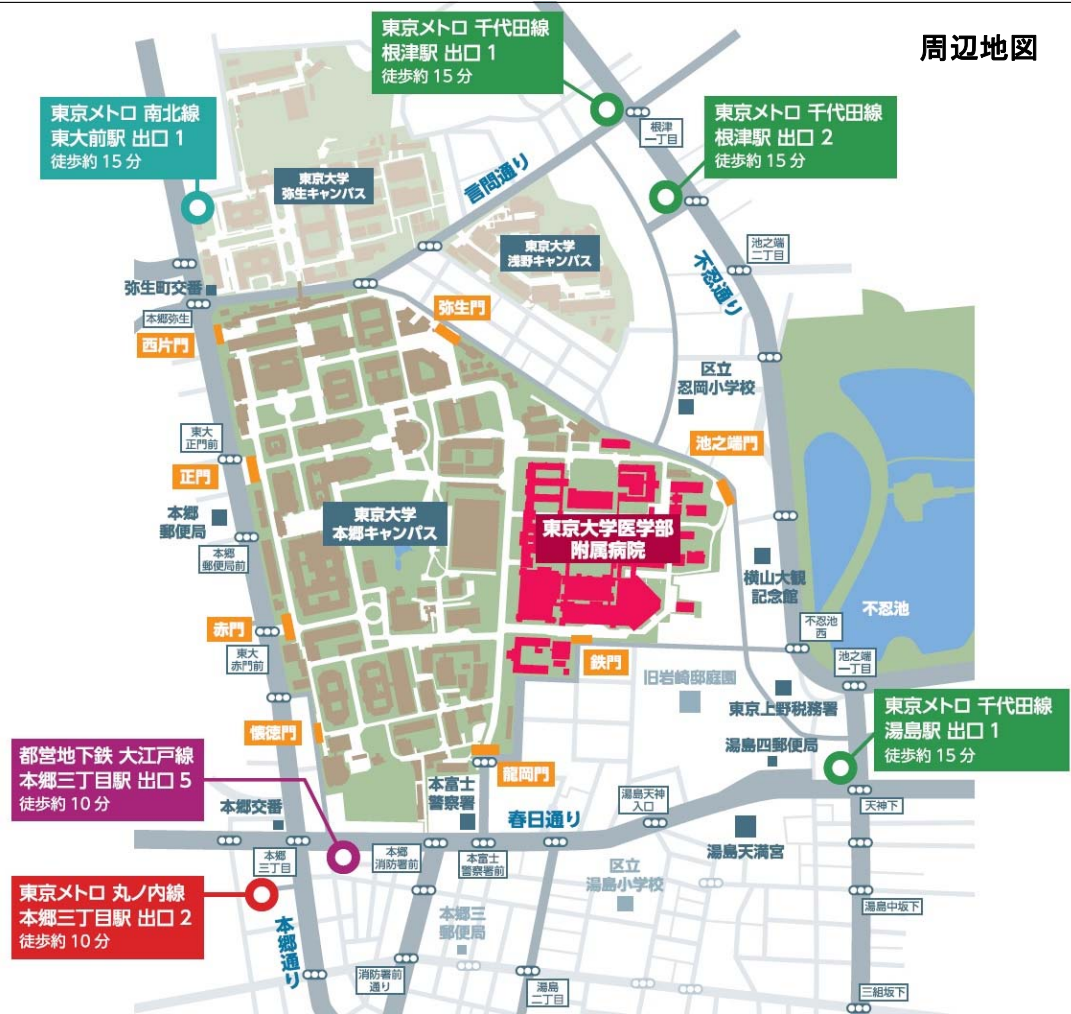 周辺地図
東京メトロ 千代田線
根津駅 出口 1
徒歩約 15 分
東京メトロ 南北線
東大前駅 出口 1
徒歩約 15 分
東京メトロ 千代田線
根津駅 出口 2
徒歩約 15 分
根津
一丁目
東京大学
弥生キャンパス
言問通り
東京大学
浅野キャンパス
池之端
二丁目
不忍通り
弥生町交番
本郷弥生
西片門
弥生門
区立
忍岡小学校
東大
正門前
正門
池之端門
本郷
郵便局
本郷
郵便局前
東京大学
本郷キャンパス
東京大学医学部
附属病院
横山大観
記念館
不忍池
不忍池
西
赤門
東大
赤門前
鉄門
池之端
一丁目
旧岩崎邸庭園
東京上野税務署
東京メトロ 千代田線
湯島駅 出口 1
徒歩約 15 分
懐徳門
湯島四郵便局
都営地下鉄 大江戸線
本郷三丁目駅 出口 5
徒歩約 10 分
龍岡門
本富士
警察署
本郷交番
春日通り
湯島天神
入口
天神下
本郷
三丁目
本郷
消防署前
本富士
警察署前
湯島天満宮
区立
湯島小学校
東京メトロ 丸ノ内線
本郷三丁目駅 出口 2
徒歩約 10 分
本郷三
郵便局
湯島中坂下
本郷通り
消防署前
通り
湯島
二丁目
三組坂下